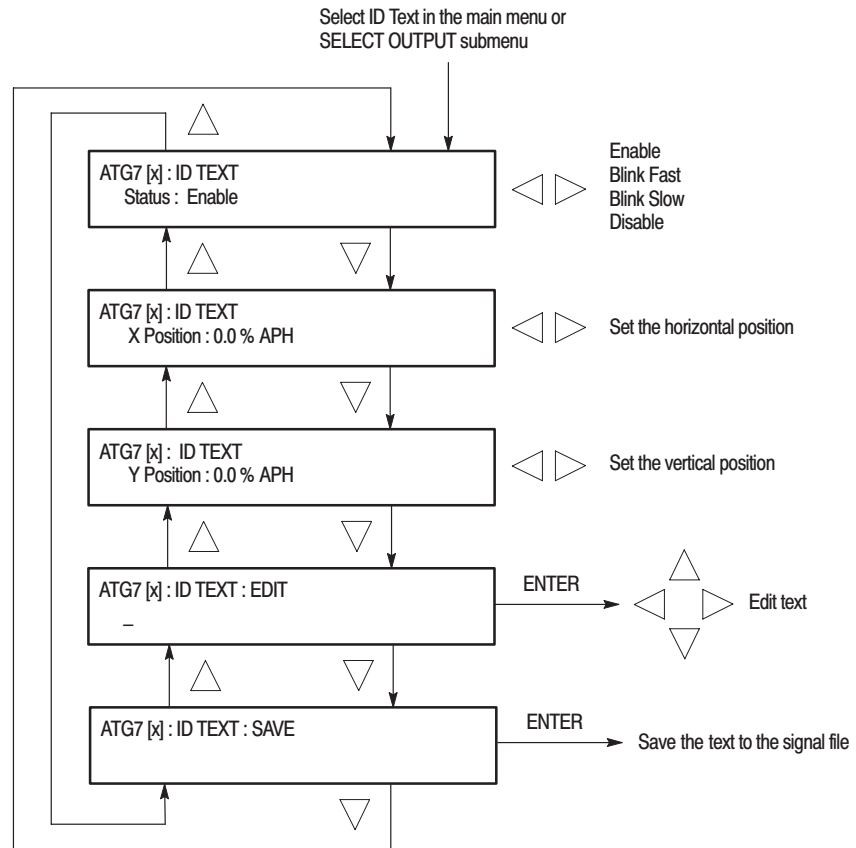 Select ID Text in the main menu or
SELECT OUTPUT submenu
ATG7 [x] : ID TEXT
Status : Enable
Enable
Blink Fast
Blink Slow
Disable
ATG7 [x] : ID TEXT
X Position : 0.0 % APH
Set the horizontal position
ATG7 [x] : ID TEXT
Y Position : 0.0 % APH
Set the vertical position
ATG7 [x] : ID TEXT : EDIT
_
ENTER
Edit text
ATG7 [x] : ID TEXT : SAVE
ENTER
Save the text to the signal file